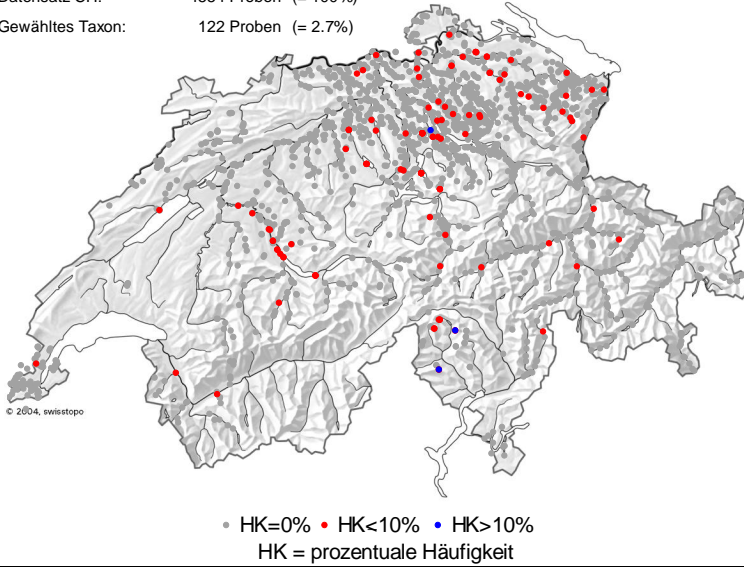 Gewähltes Taxon: 122 Proben (= 2.7%)
© 2004, swisstopo
HK=0% HK<10% HK>10%
HK = prozentuale Häufigkeit